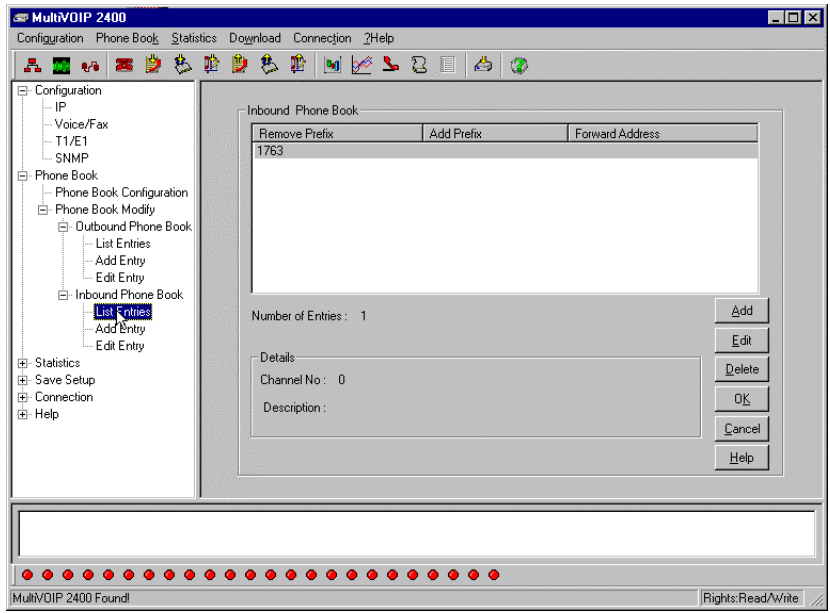 MultiVOIP 2400
Configuration Phone Book Statistics Download Connection ?Help
Configuration
IP
Voice/Fax
T1/E1
SNMP
Phone Book
Phone Book Configuration
Phone Book Modify
Outbound Phone Book
List Entries
Add Entry
Edit Entry
Inbound Phone Book
List Entries
Add Entry
Edit Entry
Statistics
Save Setup
Connection
Help
Inbound Phone Book
Remove Prefix Add Prefix Forward Address
1763
Number of Entries : 1
Details
Channel No : 0
Description :
Add
Edit
Delete
OK
Cancel
Help
MultiVOIP 2400 Found!
Rights:Read/Write